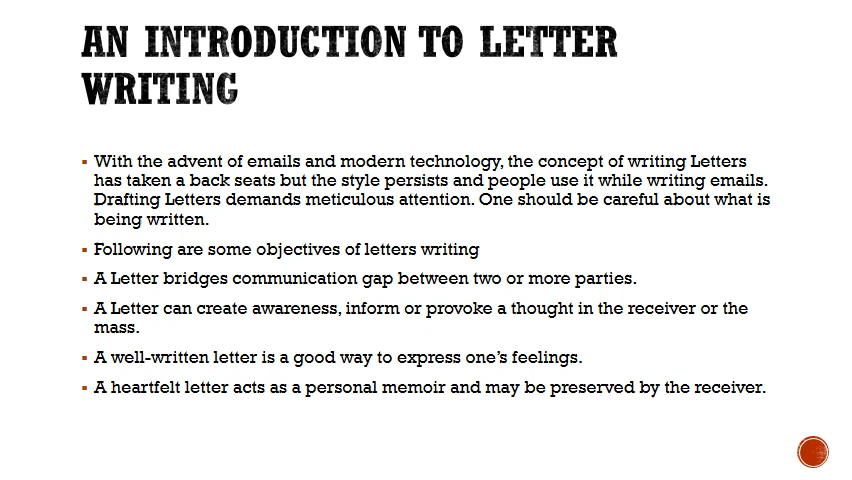 AN INTRODUCTION TO LETTER
WRITING
▪ With the advent of emails and modern technology, the concept of writing Letters
has taken a back seats but the style persists and people use it while writing emails.
Drafting Letters demands meticulous attention. One should be careful about what is
being written.
▪ Following are some objectives of letters writing
▪ A Letter bridges communication gap between two or more parties.
▪ A Letter can create awareness, inform or provoke a thought in the receiver or the
mass.
▪ A well-written letter is a good way to express one’s feelings.
▪ A heartfelt letter acts as a personal memoir and may be preserved by the receiver.